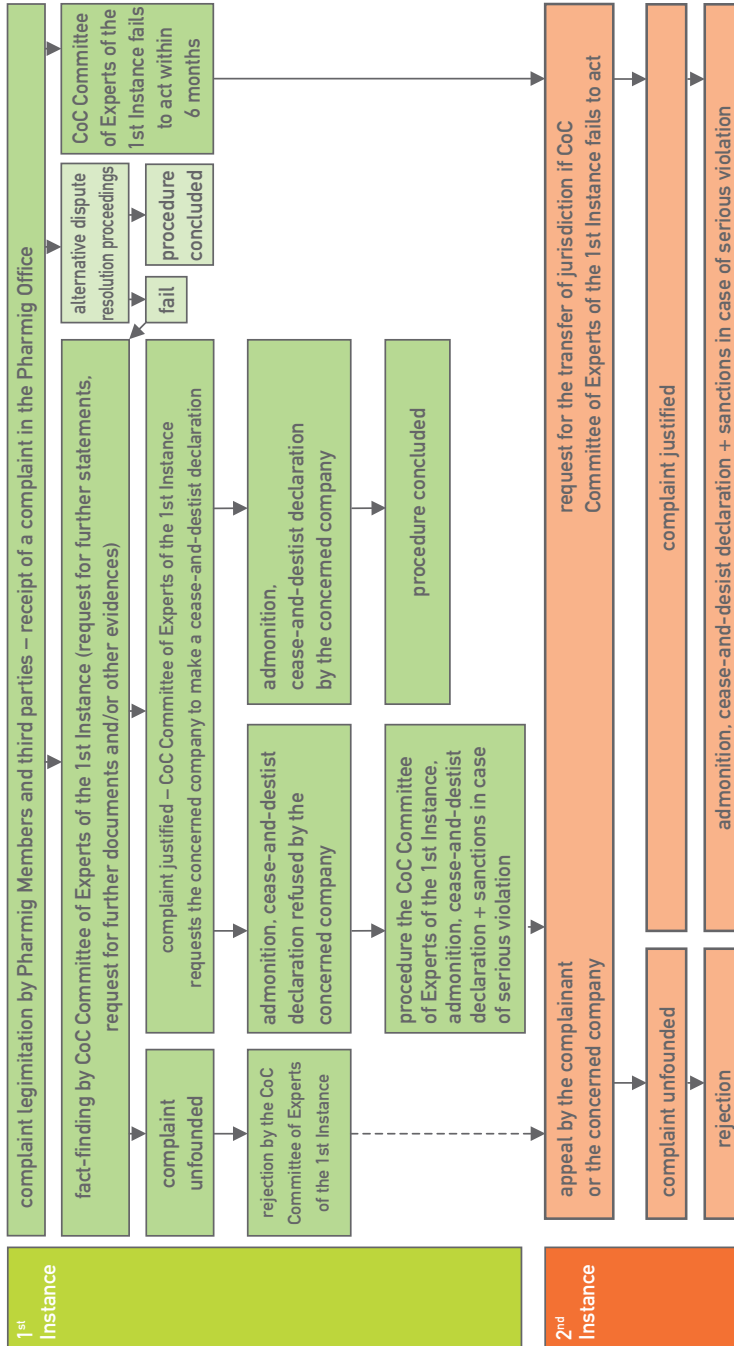 1st
Instance
complaint legimitation by Pharmig Members and third parties – receipt of a complaint in the Pharmig Office
fact-finding by CoC Committee of Experts of the 1st Instance (request for further statements,
request for further documents and/or other evidences)
alternative dispute
resolution proceedings
CoC Committee
of Experts of the
1st Instance fails
to act within
6 months
complaint
unfounded
complaint justified – CoC Committee of Experts of the 1st Instance
requests the concerned company to make a cease-and-destist declaration
fail
procedure
concluded
rejection by the CoC
Committee of Experts
of the 1st Instance
admonition, cease-and-destist
declaration refused by the
concerned company
admonition,
cease-and-destist declaration
by the concerned company
procedure the CoC Committee
of Experts of the 1st Instance,
admonition, cease-and-destist
declaration + sanctions in case
of serious violation
procedure concluded
2nd
Instance
appeal by the complainant
or the concerned company
request for the transfer of jurisdiction if CoC
Committee of Experts of the 1st Instance fails to act
complaint unfounded
complaint justified
rejection
admonition, cease-and-desist declaration + sanctions in case of serious violation